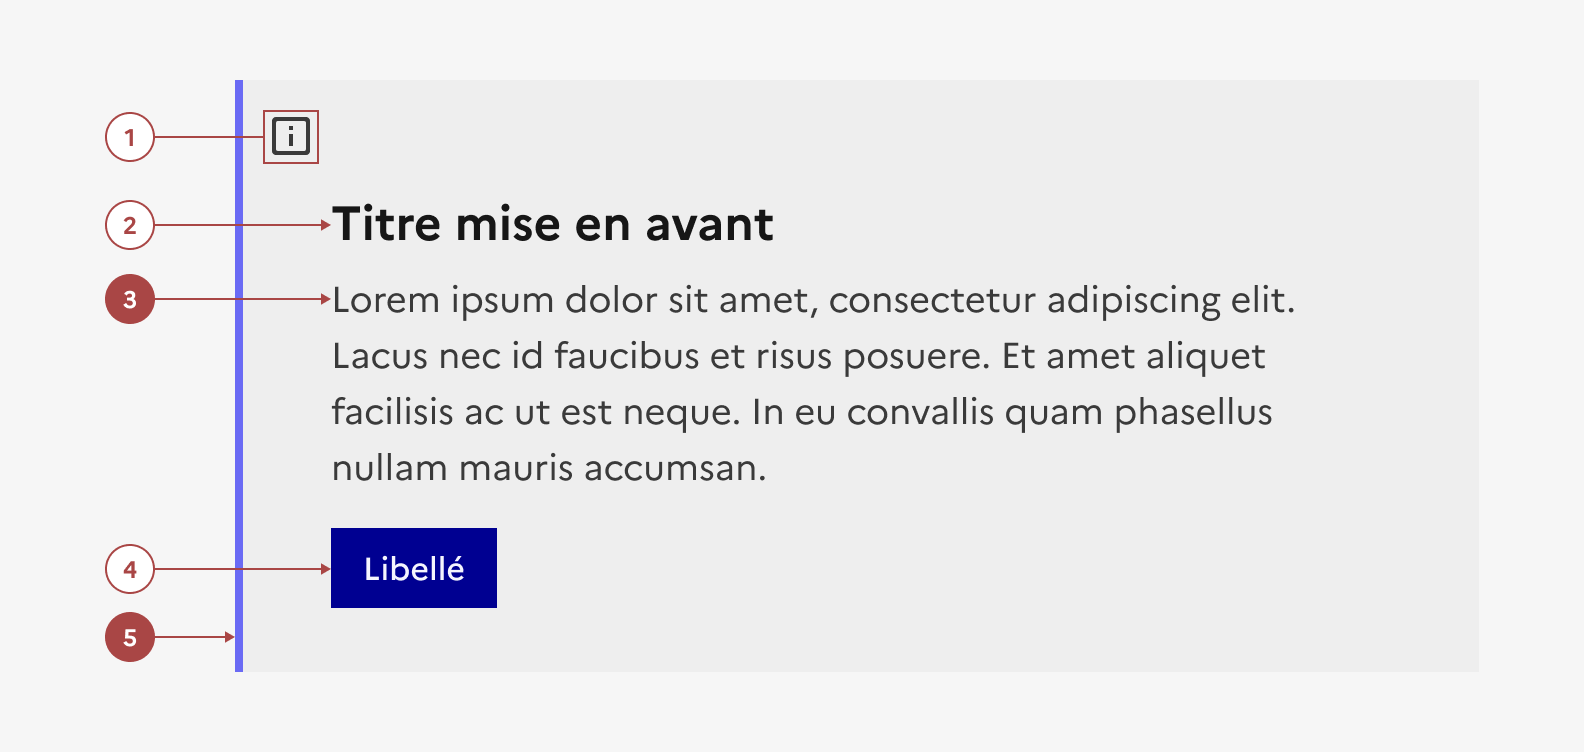 1
2 Titre mise en avant
3 Lorem ipsum dolor sit amet, consectetur adipiscing elit.
Lacus nec id faucibus et risus posuere. Et amet aliquet
facilisis ac ut est neque. In eu convallis quam phasellus
nullam mauris accumsan.
4 Libellé
5